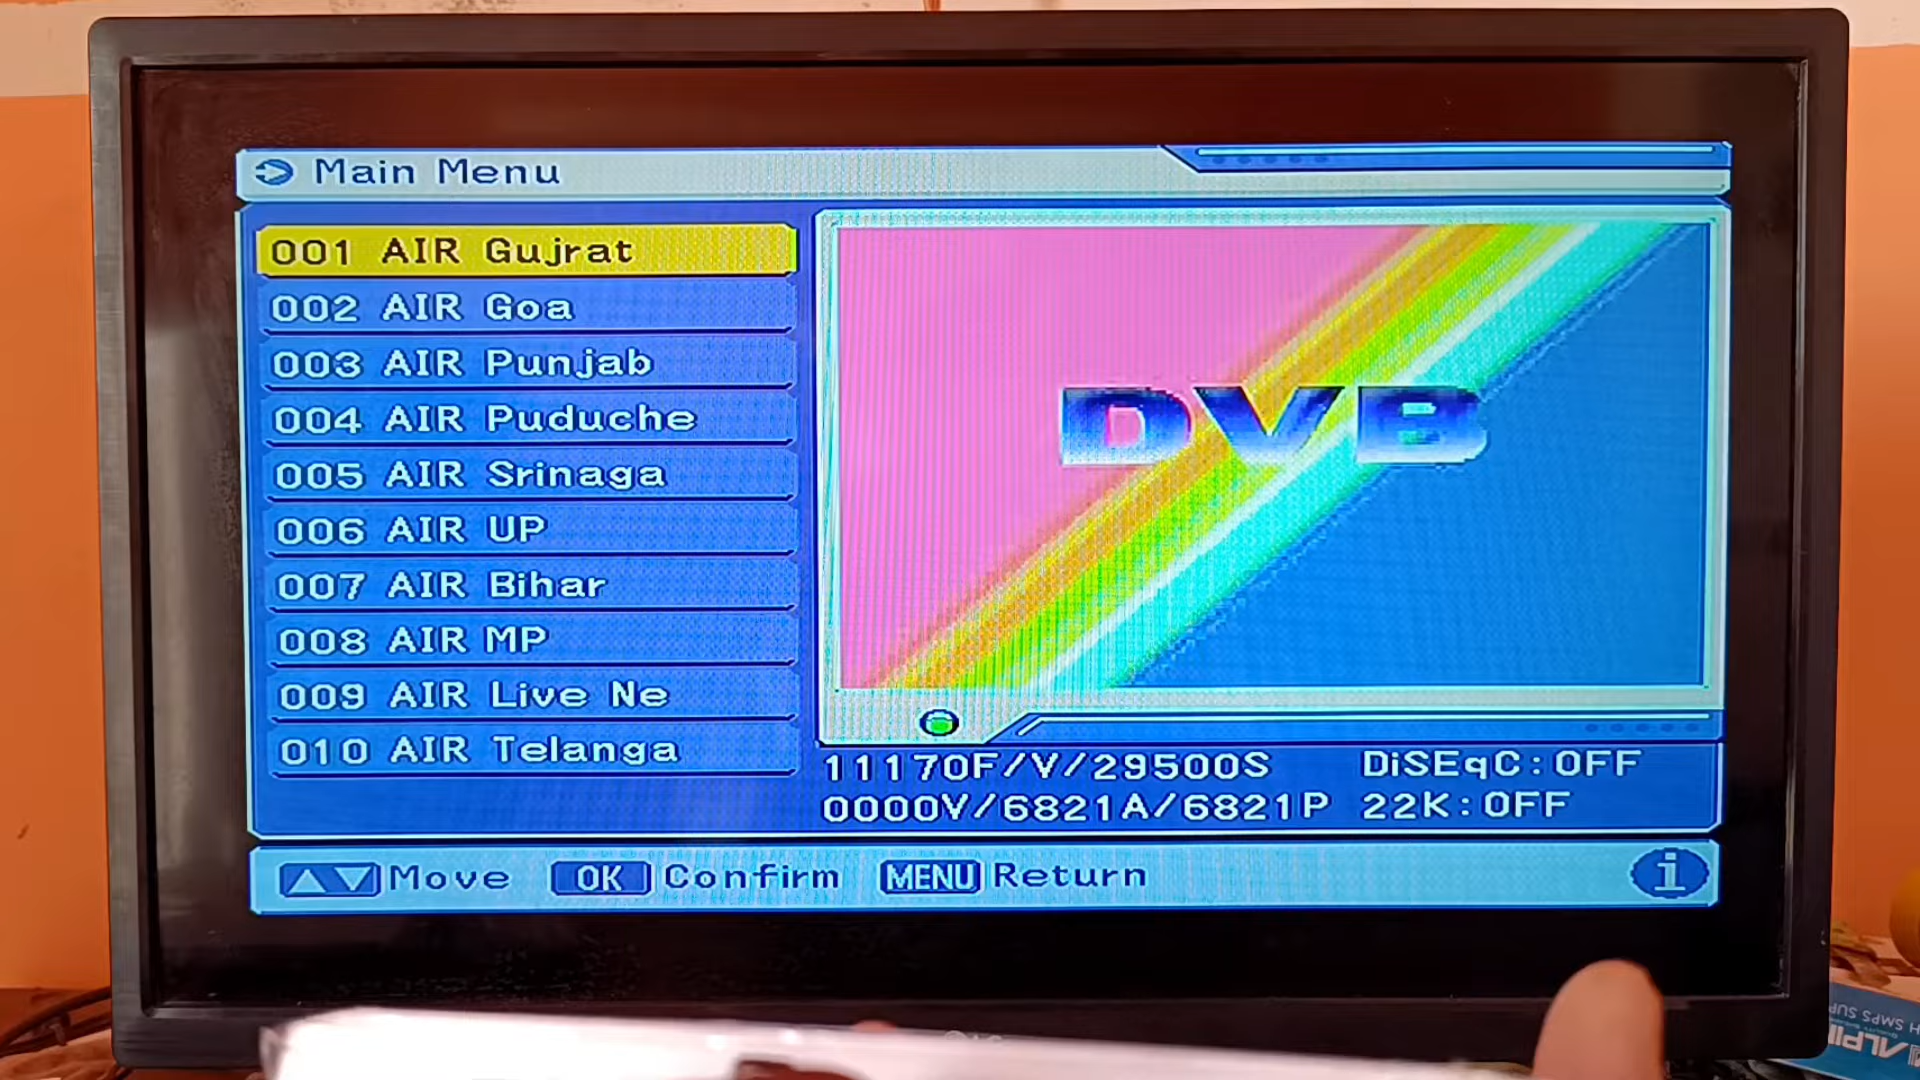 Main Menu
001 AIR Gujrat
002 AIR Goa
003 AIR Punjab
004 AIR Puduche
005 AIR Srinaga
006 AIR UP
007 AIR Bihar
008 AIR MP
009 AIR Live Ne
010 AIR Telanga
DVB
11170F/V/29500S DiSEqC:OFF
0000V/6821A/6821P 22K:OFF
Move OK Confirm MENU Return i
SMPS